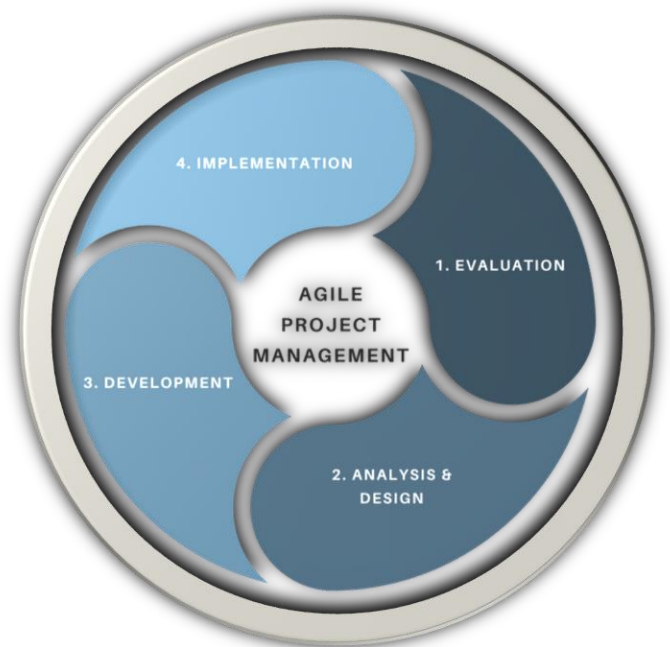 AGILE
PROJECT
MANAGEMENT
1. EVALUATION
2. ANALYSIS &
DESIGN
3. DEVELOPMENT
4. IMPLEMENTATION